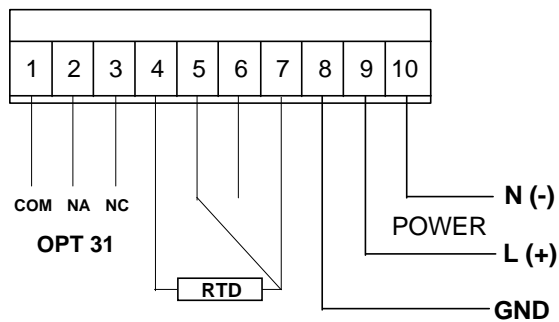 1 2 3 4 5 6 7 8 9 10
COM NA NC
OPT 31
RTD
N (-)
POWER
L (+)
GND